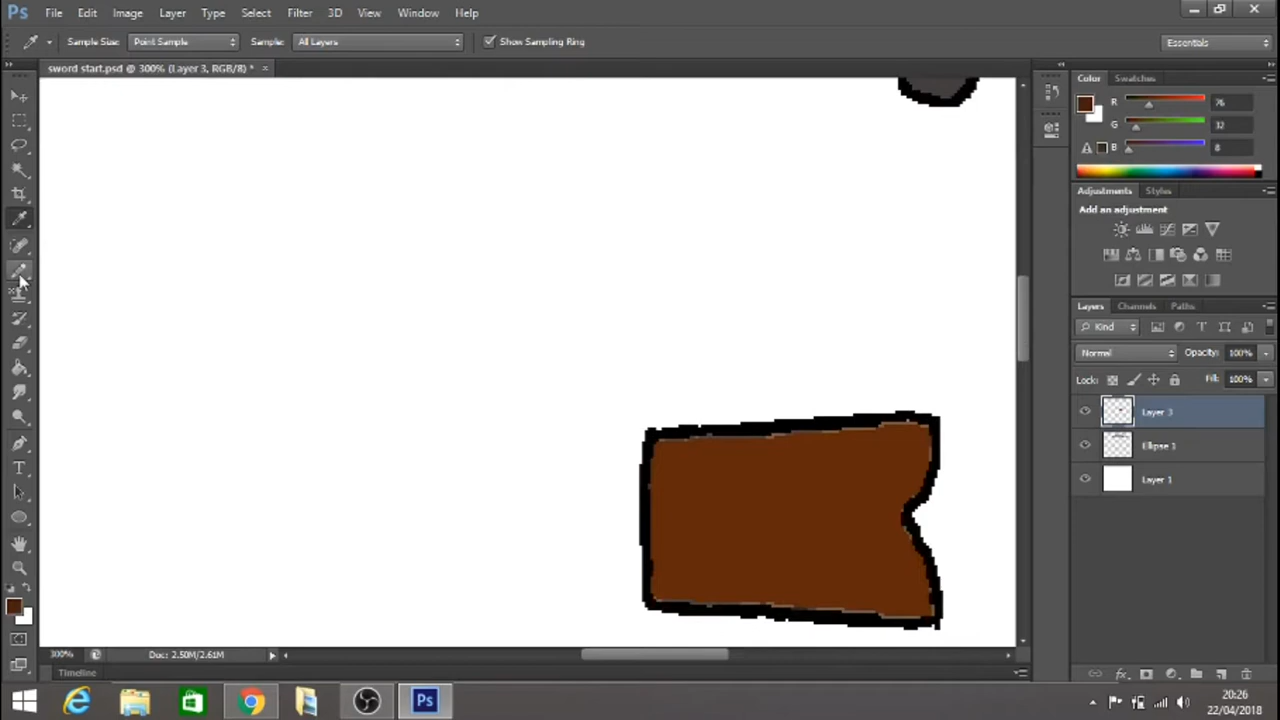 Ps File Edit Image Layer Type Select Filter 3D View Window Help
Sample Size: Point Sample Sample: All Layers Show Sampling Ring Essentials
sword start.psd @ 300% (Layer 3, RGB/8) * ×
Color Swatches
R 76
G 32
B 8
Adjustments Styles
Add an adjustment
Layers Channels Paths
Kind
Normal Opacity: 100%
Lock: Fill: 100%
Layer 3
Ellipse 1
Layer 1
300% Doc: 2.50M/2.61M
Timeline
Ps
20:26
22/04/2018